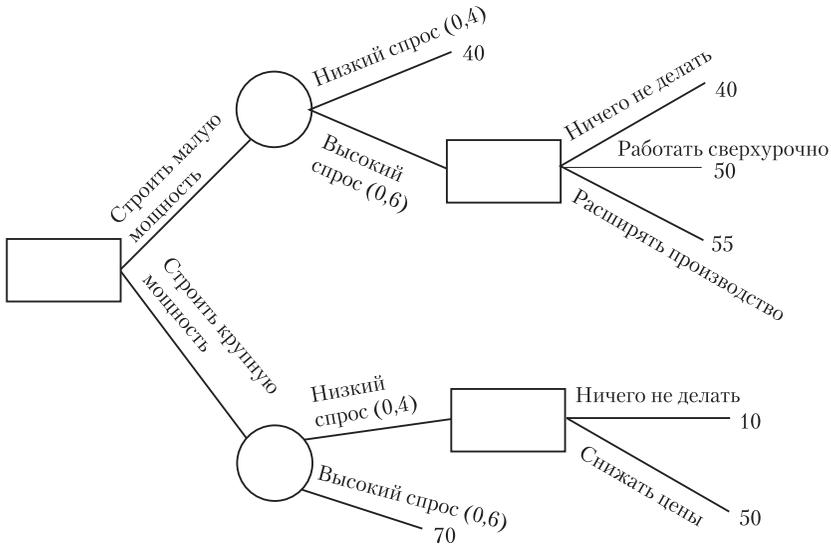 Низкий спрос (0,4)
40
Ничего не делать
40
Строить малую
мощность
Высокий
спрос (0,6)
Работать сверхурочно
50
Расширять производство
55
Строить крупную
мощность
Низкий
спрос (0,4)
Ничего не делать
10
Снижать цены
50
Высокий спрос (0,6)
70